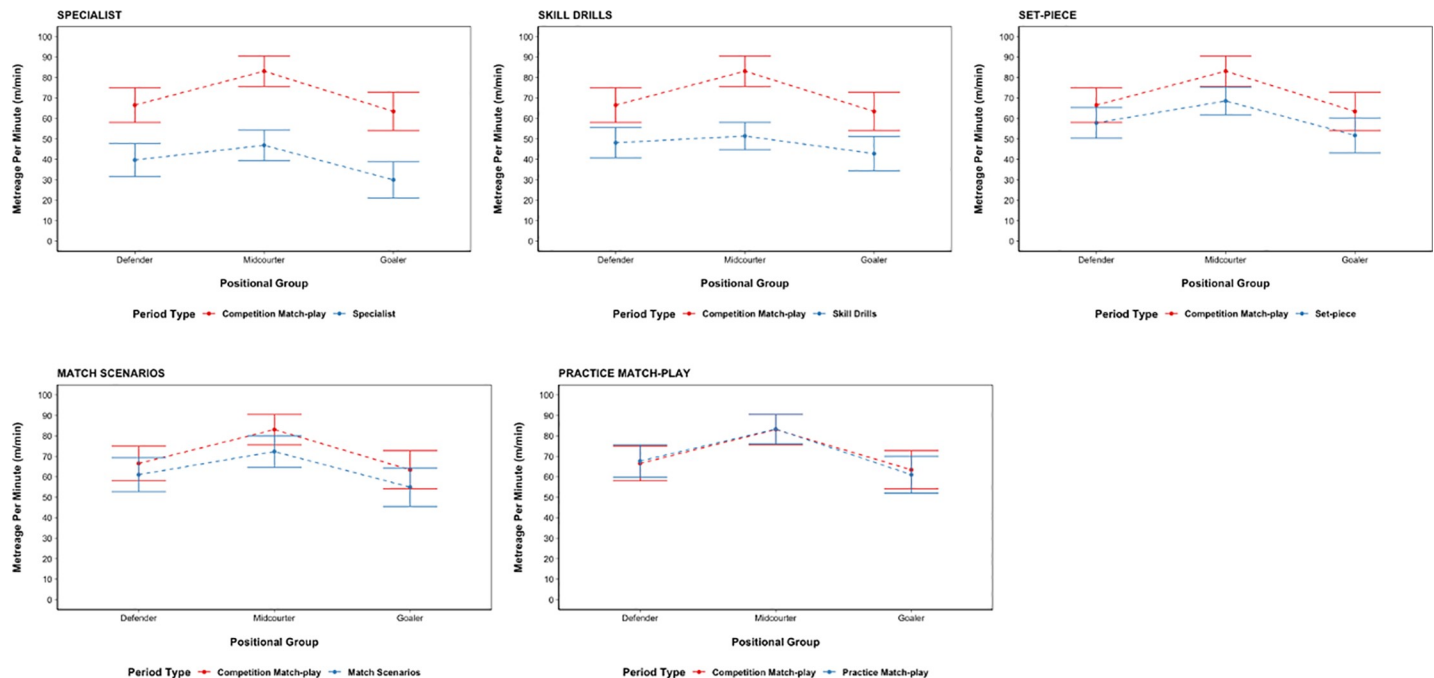 SPECIALIST
Metreage Per Minute (m/min)
100
90
80
70
60
50
40
30
20
10
0
Defender Midcourter Goaler
Positional Group
Period Type Competition Match-play Specialist
SKILL DRILLS
Metreage Per Minute (m/min)
100
90
80
70
60
50
40
30
20
10
0
Defender Midcourter Goaler
Positional Group
Period Type Competition Match-play Skill Drills
SET-PIECE
Metreage Per Minute (m/min)
100
90
80
70
60
50
40
30
20
10
0
Defender Midcourter Goaler
Positional Group
Period Type Competition Match-play Set-piece
MATCH SCENARIOS
Metreage Per Minute (m/min)
100
90
80
70
60
50
40
30
20
10
0
Defender Midcourter Goaler
Positional Group
Period Type Competition Match-play Match Scenarios
PRACTICE MATCH-PLAY
Metreage Per Minute (m/min)
100
90
80
70
60
50
40
30
20
10
0
Defender Midcourter Goaler
Positional Group
Period Type Competition Match-play Practice Match-play